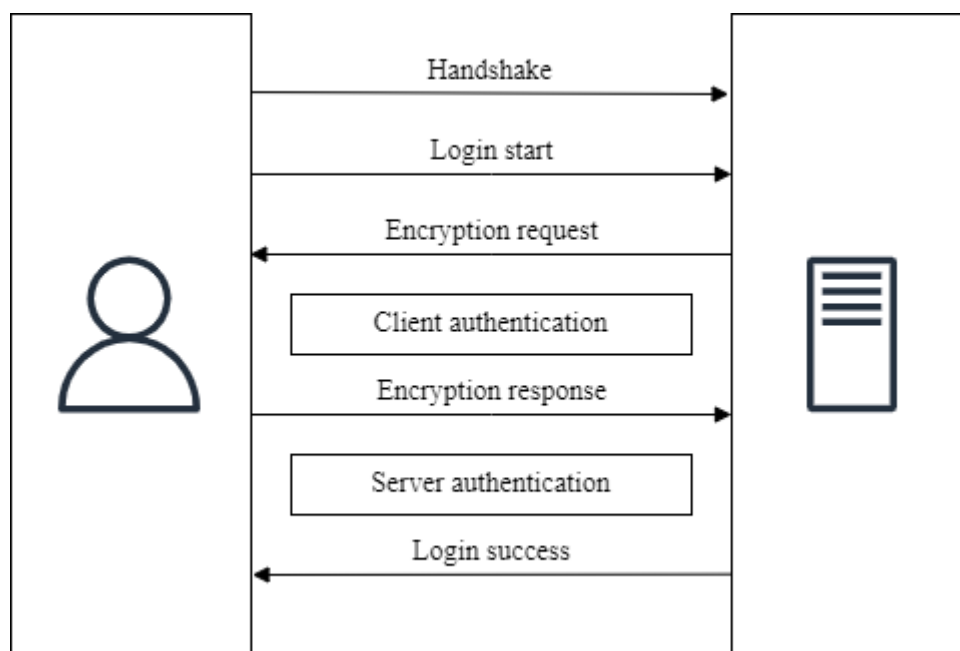 Handshake
Login start
Encryption request
Client authentication
Encryption response
Server authentication
Login success